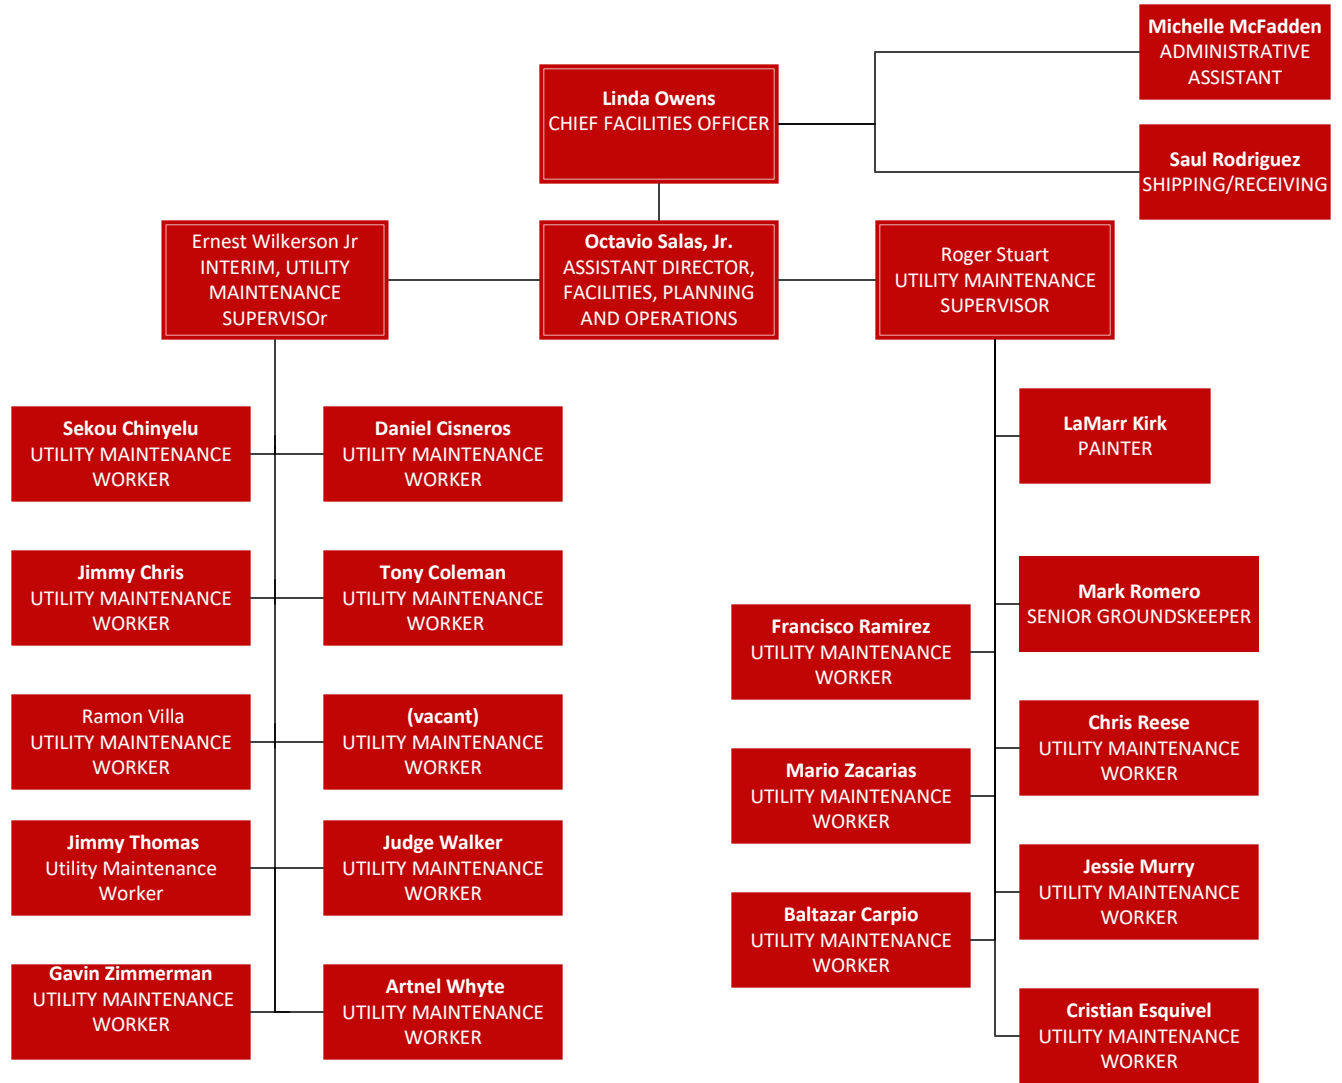 Michelle McFadden
ADMINISTRATIVE
ASSISTANT
Linda Owens
CHIEF FACILITIES OFFICER
Saul Rodriguez
SHIPPING/RECEIVING
Ernest Wilkerson Jr
INTERIM, UTILITY
MAINTENANCE
SUPERVISOr
Octavio Salas, Jr.
ASSISTANT DIRECTOR,
FACILITIES, PLANNING
AND OPERATIONS
Roger Stuart
UTILITY MAINTENANCE
SUPERVISOR
Sekou Chinyelu
UTILITY MAINTENANCE
WORKER
Daniel Cisneros
UTILITY MAINTENANCE
WORKER
Jimmy Chris
UTILITY MAINTENANCE
WORKER
Tony Coleman
UTILITY MAINTENANCE
WORKER
Ramon Villa
UTILITY MAINTENANCE
WORKER
(vacant)
UTILITY MAINTENANCE
WORKER
Jimmy Thomas
Utility Maintenance
Worker
Judge Walker
UTILITY MAINTENANCE
WORKER
Gavin Zimmerman
UTILITY MAINTENANCE
WORKER
Artnel Whyte
UTILITY MAINTENANCE
WORKER
LaMarr Kirk
PAINTER
Mark Romero
SENIOR GROUNDSKEEPER
Francisco Ramirez
UTILITY MAINTENANCE
WORKER
Chris Reese
UTILITY MAINTENANCE
WORKER
Mario Zacarias
UTILITY MAINTENANCE
WORKER
Jessie Murry
UTILITY MAINTENANCE
WORKER
Baltazar Carpio
UTILITY MAINTENANCE
WORKER
Cristian Esquivel
UTILITY MAINTENANCE
WORKER